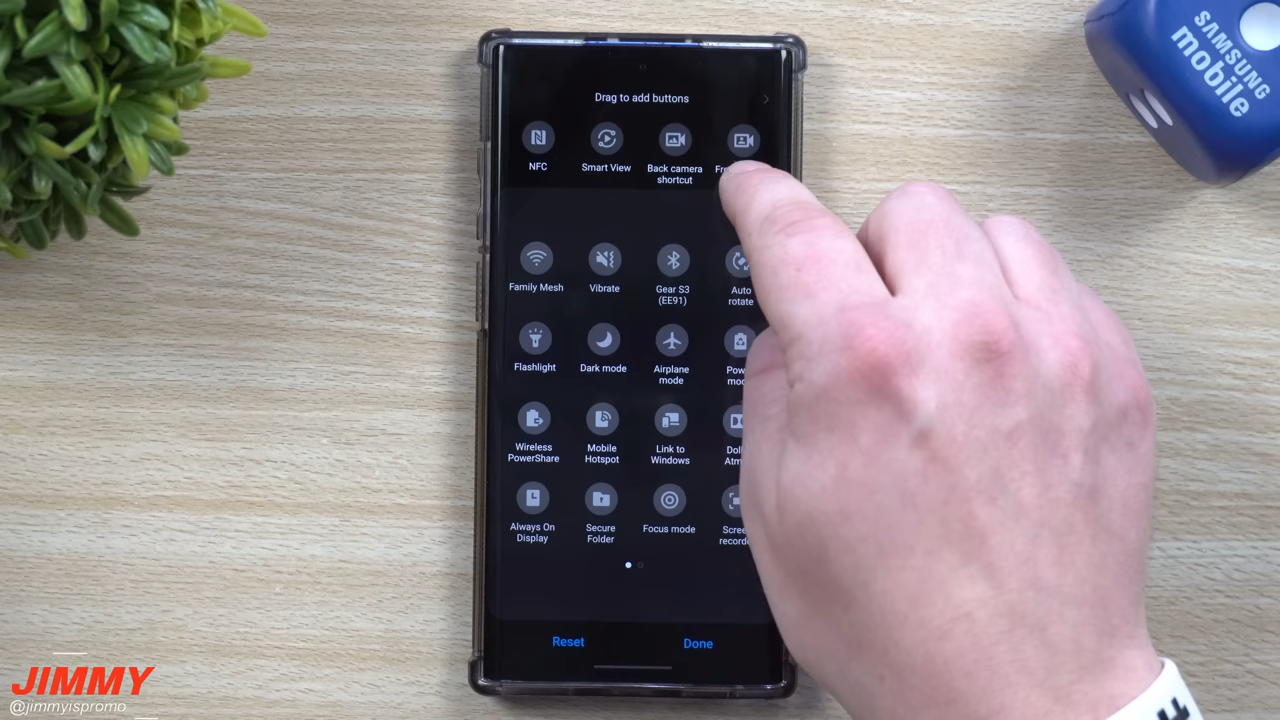 SAMSUNG
mobile
Drag to add buttons
NFC
Smart View
Back camera
shortcut
Family Mesh
Vibrate
Gear S3
(EE91)
Auto
rotate
Flashlight
Dark mode
Airplane
mode
Wireless
PowerShare
Mobile
Hotspot
Link to
Windows
Always On
Display
Secure
Folder
Focus mode
Reset
Done
JIMMY
@jimmyispromo